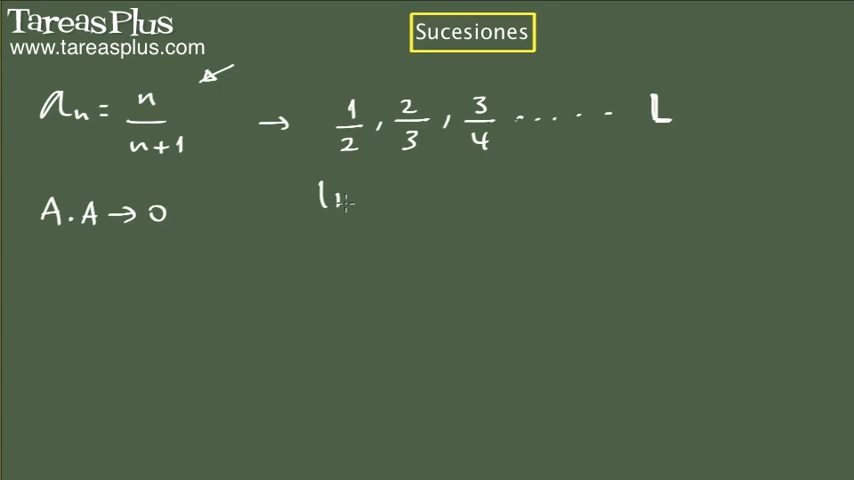 TareasPlus
www.tareasplus.com
Sucesiones
aₙ = n/(n+1) → 1/2, 2/3, 3/4 ...... L
A.A → 0